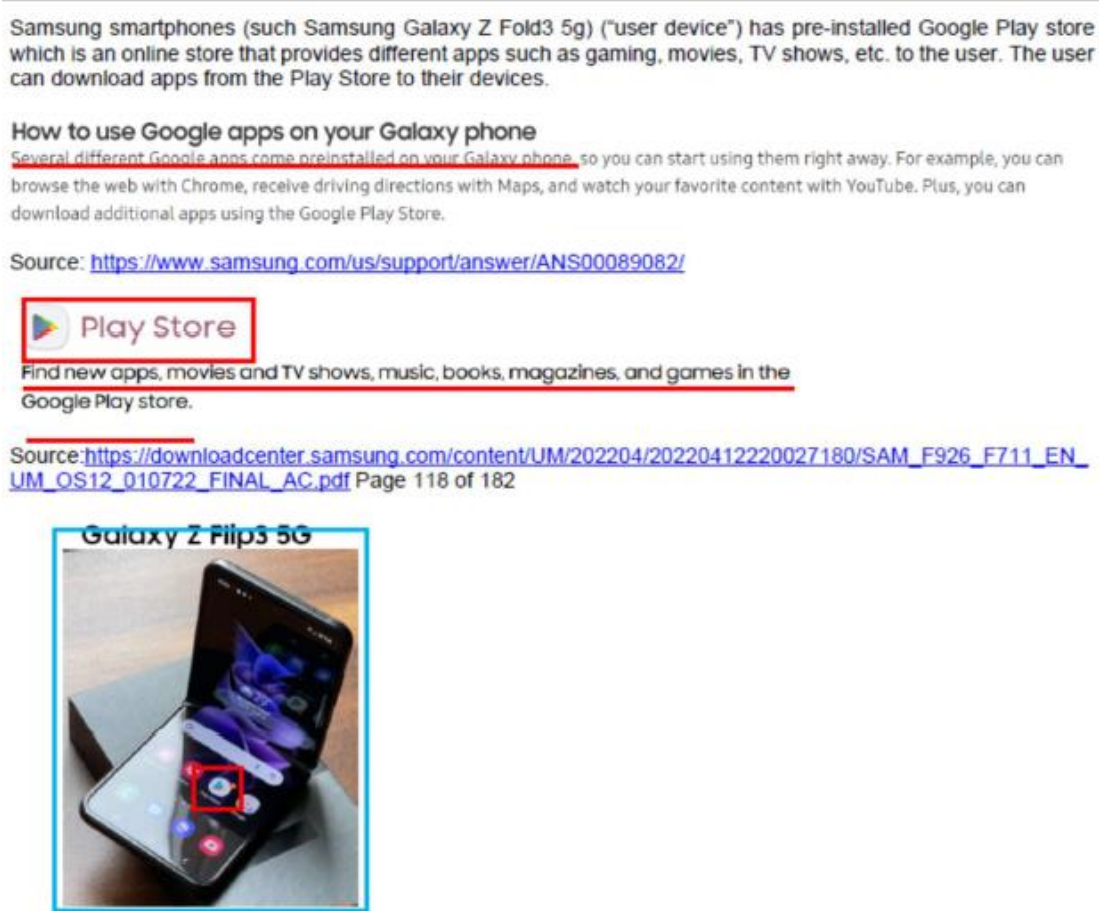 Samsung smartphones (such Samsung Galaxy Z Fold3 5g) (“user device”) has pre-installed Google Play store
which is an online store that provides different apps such as gaming, movies, TV shows, etc. to the user. The user
can download apps from the Play Store to their devices.
How to use Google apps on your Galaxy phone
Several different Google apps come preinstalled on your Galaxy phone, so you can start using them right away. For example, you can
browse the web with Chrome, receive driving directions with Maps, and watch your favorite content with YouTube. Plus, you can
download additional apps using the Google Play Store.
Source: https://www.samsung.com/us/support/answer/ANS00089082/
Play Store
Find new apps, movies and TV shows, music, books, magazines, and games in the
Google Play store.
Source:https://downloadcenter.samsung.com/content/UM/202204/20220412220027180/SAM_F926_F711_EN_
UM_OS12_010722_FINAL_AC.pdf Page 118 of 182
Galaxy Z Flip3 5G